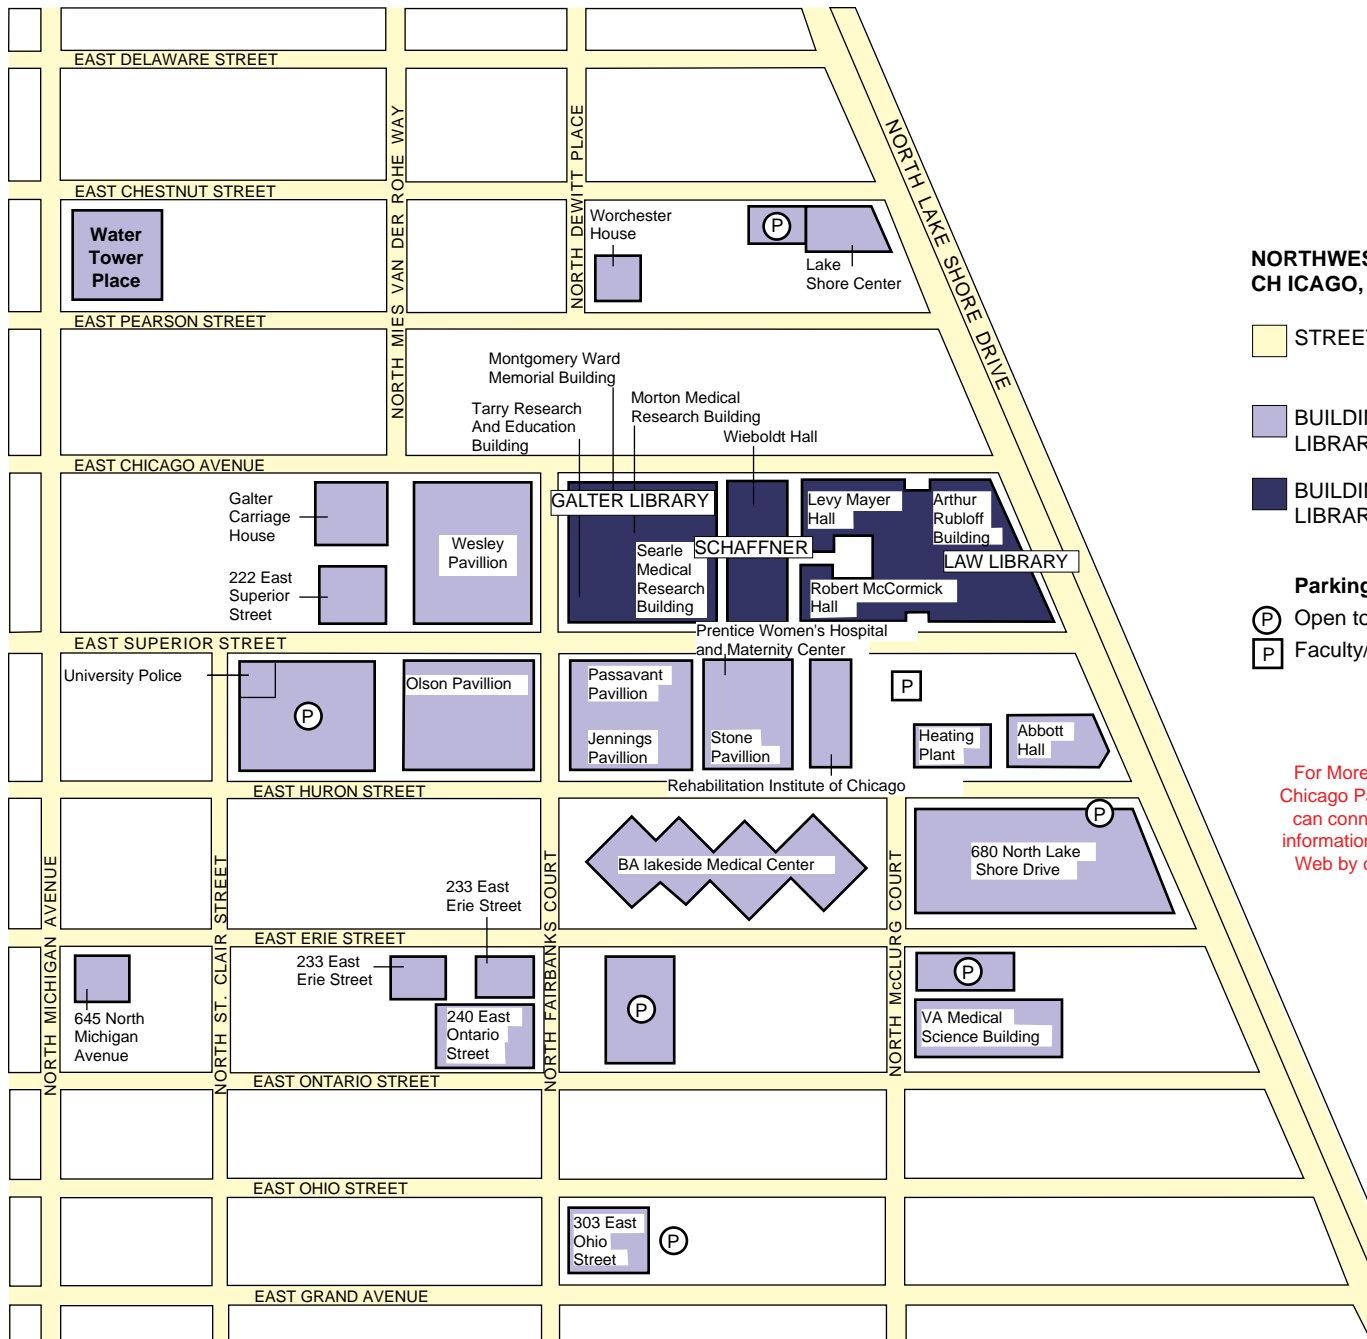 EAST DELAWARE STREET
NORTH MIES VAN DER ROHE WAY
NORTH DEWITT PLACE
NORTH LAKE SHORE DRIVE
EAST CHESTNUT STREET
Water
Tower
Place
Worchester
House
P
Lake
Shore Center
EAST PEARSON STREET
Montgomery Ward
Memorial Building
Tarry Research
And Education
Building
Morton Medical
Research Building
Wieboldt Hall
EAST CHICAGO AVENUE
Galter
Carriage
House
222 East
Superior
Street
Wesley
Pavillion
GALTER LIBRARY
Searle
Medical
Research
Building
SCHAFFNER
Levy Mayer
Hall
Arthur
Rubloff
Building
LAW LIBRARY
Robert McCormick
Hall
EAST SUPERIOR STREET
Prentice Women's Hospital
and Maternity Center
University Police
P
Olson Pavillion
Passavant
Pavillion
Jennings
Pavillion
Stone
Pavillion
P
Heating
Plant
Abbott
Hall
Rehabilitation Institute of Chicago
EAST HURON STREET
NORTH MICHIGAN AVENUE
NORTH ST. CLAIR STREET
NORTH FAIRBANKS COURT
NORTH McCLURG COURT
BA lakeside Medical Center
P
680 North Lake
Shore Drive
233 East
Erie Street
EAST ERIE STREET
233 East
Erie Street
645 North
Michigan
Avenue
240 East
Ontario
Street
P
P
VA Medical
Science Building
EAST ONTARIO STREET
EAST OHIO STREET
303 East
Ohio
Street
P
EAST GRAND AVENUE
CH ICAGO,
Parking
P Open to
P Faculty/
For More
Chicago
can
information
Web by